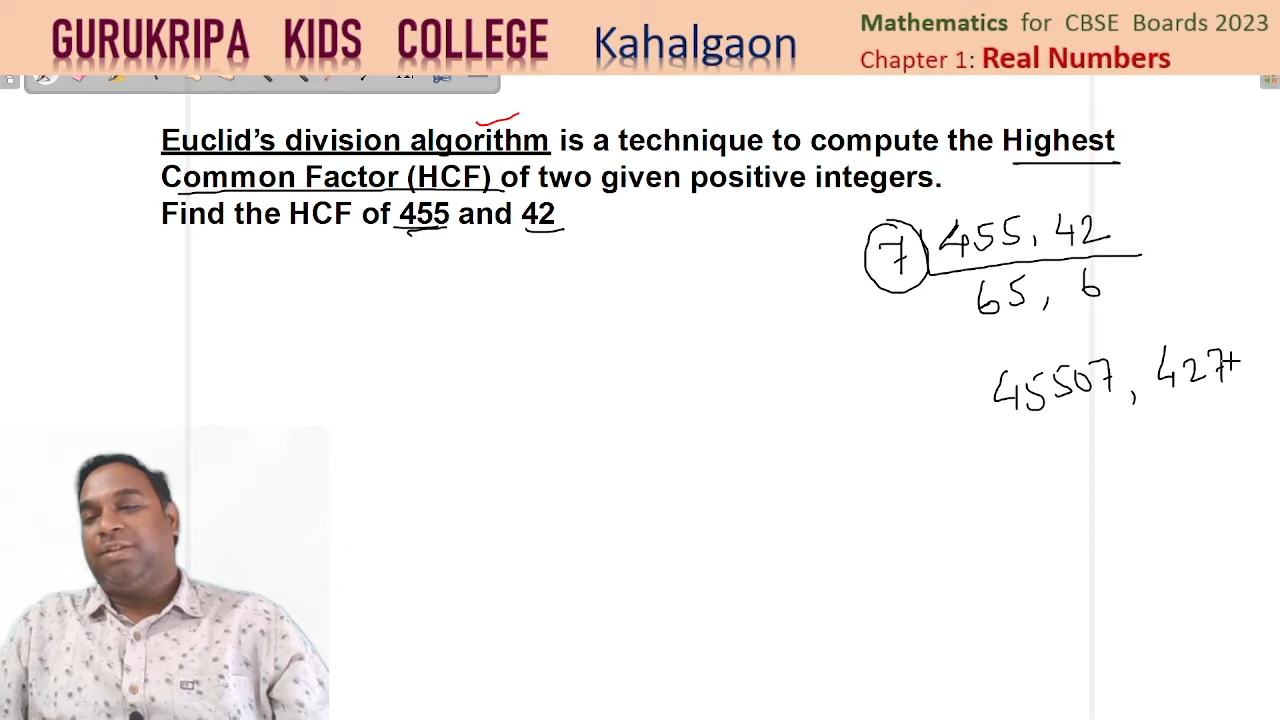 GURUKRIPA KIDS COLLEGE Kahalgaon
Mathematics for CBSE Boards 2023
Chapter 1: Real Numbers
Euclid’s division algorithm is a technique to compute the Highest
Common Factor (HCF) of two given positive integers.
Find the HCF of 455 and 42
7 455, 42
65, 6
45507, 427